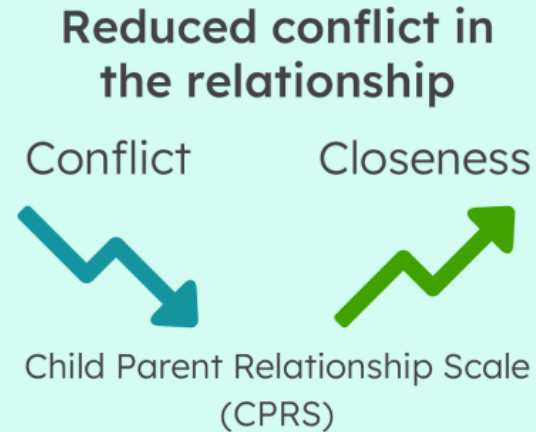 Reduced conflict in
the relationship
Conflict
Closeness
Child Parent Relationship Scale
(CPRS)